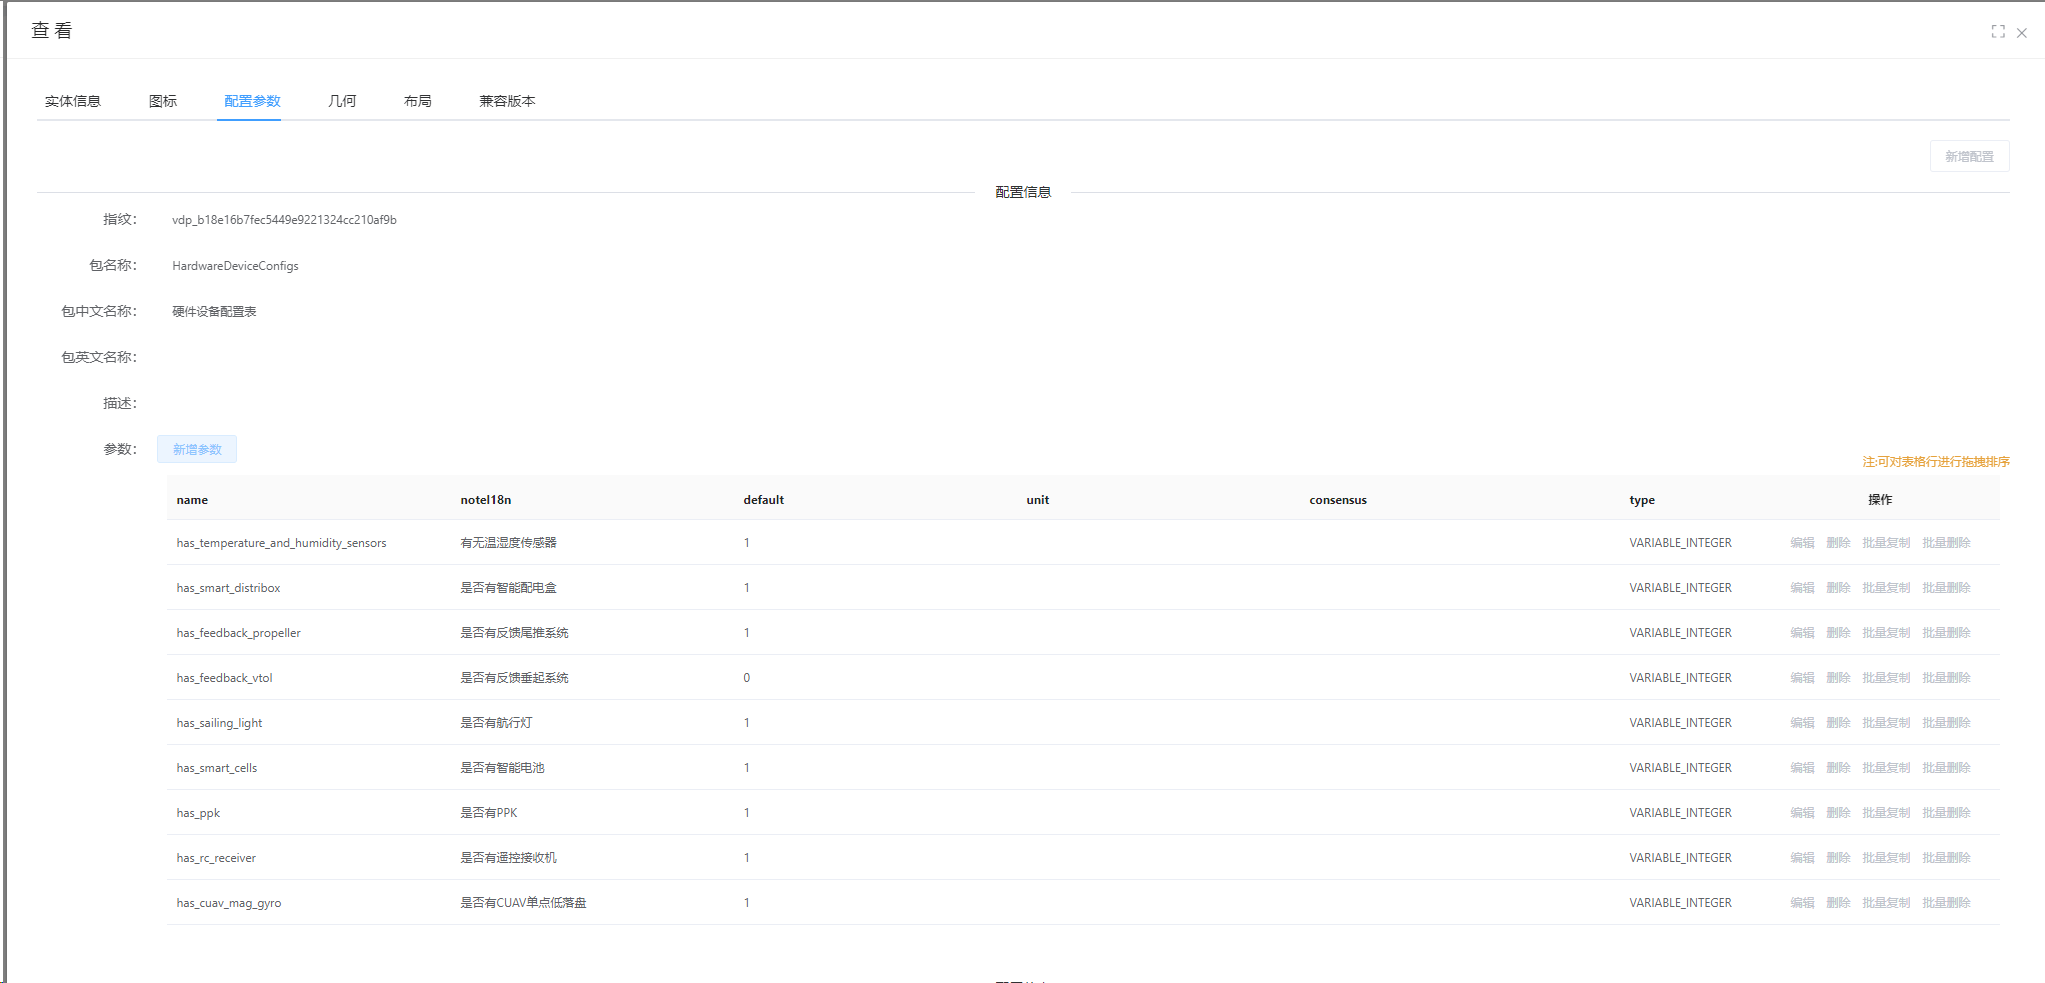 查 看
实体信息 图标 配置参数 几何 布局 兼容版本
新增配置
配置信息
指纹： vdp_b18e16b7fec5449e9221324cc210af9b
包名称： HardwareDeviceConfigs
包中文名称： 硬件设备配置表
包英文名称：
描述：
参数： 新增参数
注:可对表格行进行拖拽排序
name noteI18n default unit consensus type 操作
has_temperature_and_humidity_sensors 有无温湿度传感器 1 VARIABLE_INTEGER 编辑 删除 批量复制 批量删除
has_smart_distribox 是否有智能配电盒 1 VARIABLE_INTEGER 编辑 删除 批量复制 批量删除
has_feedback_propeller 是否有反馈尾推系统 1 VARIABLE_INTEGER 编辑 删除 批量复制 批量删除
has_feedback_vtol 是否有反馈垂起系统 0 VARIABLE_INTEGER 编辑 删除 批量复制 批量删除
has_sailing_light 是否有航行灯 1 VARIABLE_INTEGER 编辑 删除 批量复制 批量删除
has_smart_cells 是否有智能电池 1 VARIABLE_INTEGER 编辑 删除 批量复制 批量删除
has_ppk 是否有PPK 1 VARIABLE_INTEGER 编辑 删除 批量复制 批量删除
has_rc_receiver 是否有遥控接收机 1 VARIABLE_INTEGER 编辑 删除 批量复制 批量删除
has_cuav_mag_gyro 是否有CUAV单点低落盘 1 VARIABLE_INTEGER 编辑 删除 批量复制 批量删除